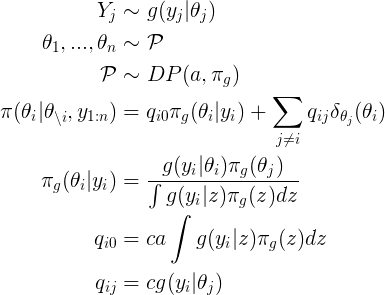 Y_j ∼ g(y_j|θ_j)
θ_1, ..., θ_n ∼ 𝒫
𝒫 ∼ DP(a, π_g)
π(θ_i|θ_{\i}, y_{1:n}) = q_{i0}π_g(θ_i|y_i) + ∑_{j≠i} q_{ij}δ_{θ_j}(θ_i)
π_g(θ_i|y_i) = g(y_i|θ_i)π_g(θ_j) / ∫ g(y_i|z)π_g(z)dz
q_{i0} = ca ∫ g(y_i|z)π_g(z)dz
q_{ij} = cg(y_i|θ_j)